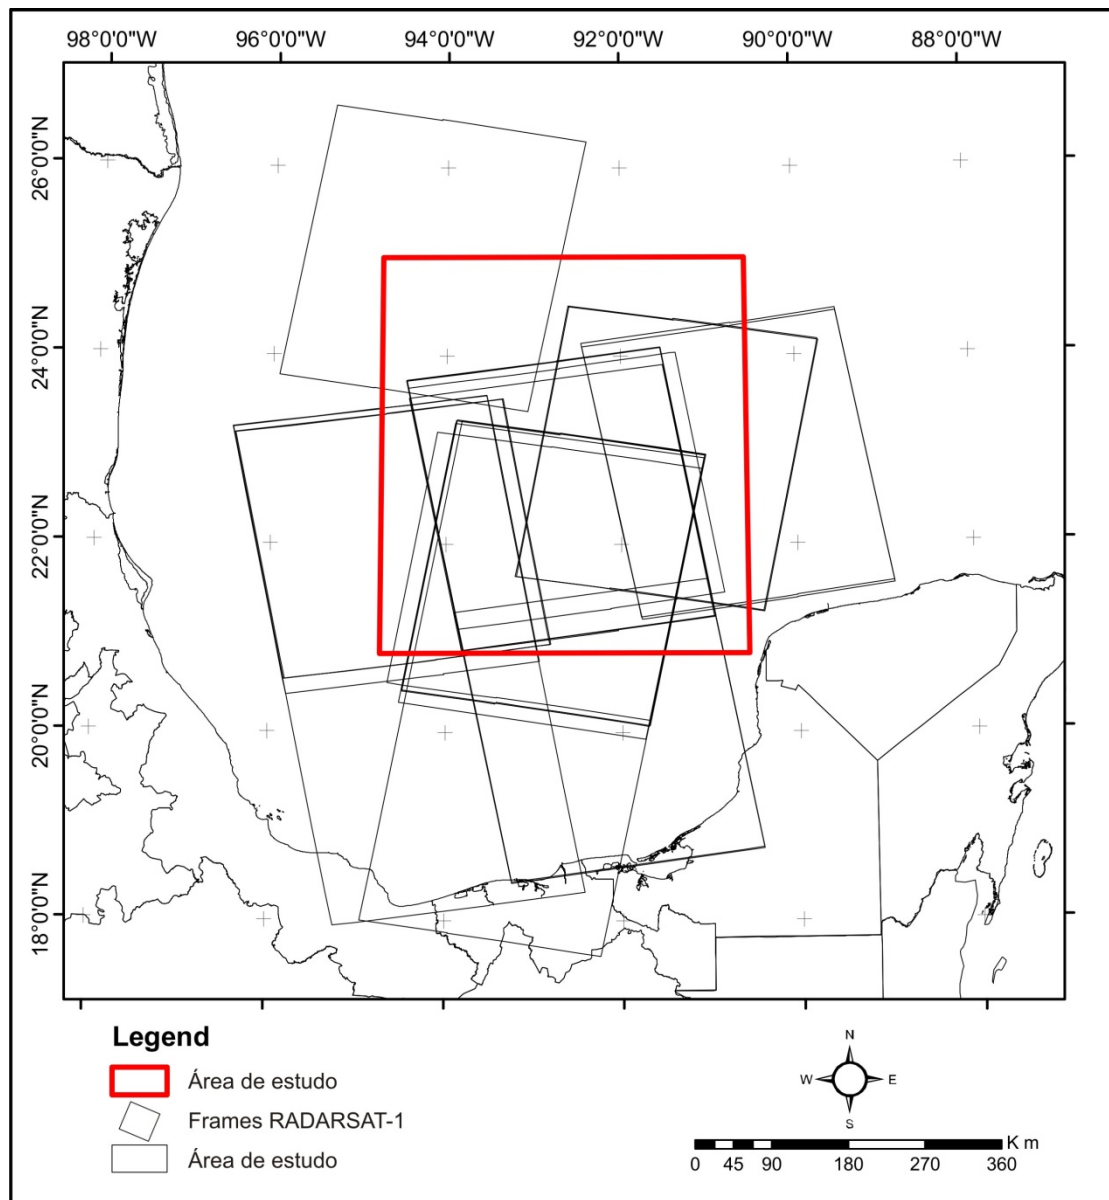 98°0'0"W 96°0'0"W 94°0'0"W 92°0'0"W 90°0'0"W 88°0'0"W
26°0'0"N
24°0'0"N
22°0'0"N
20°0'0"N
18°0'0"N
Legend
Área de estudo
Frames RADARSAT-1
Área de estudo
N
W E
S
K m
0 45 90 180 270 360